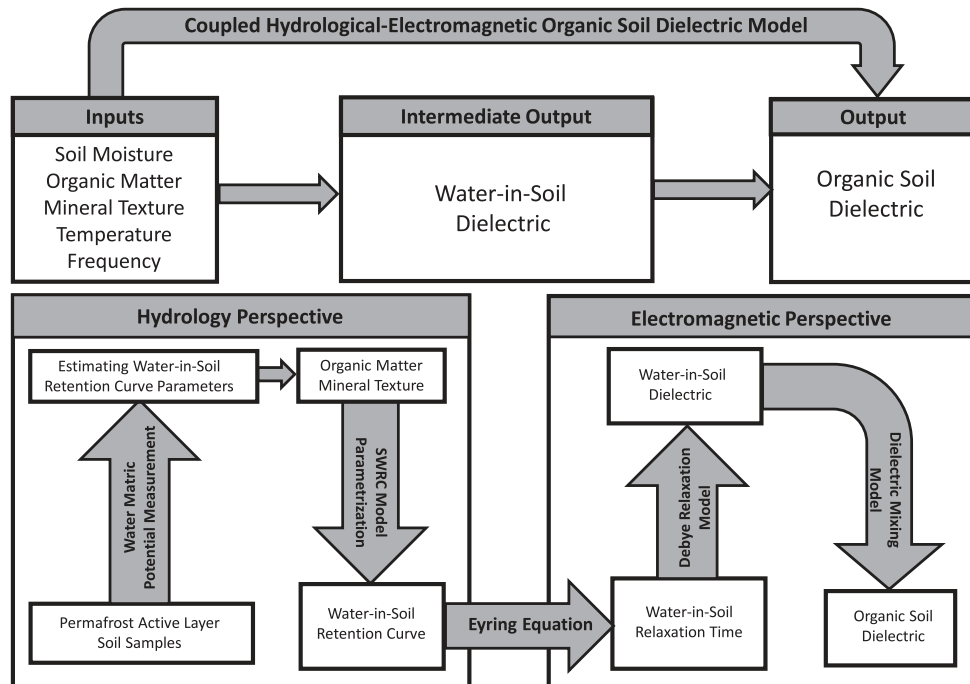 Coupled Hydrological-Electromagnetic Organic Soil Dielectric Model
Inputs
Soil Moisture
Organic Matter
Mineral Texture
Temperature
Frequency
Intermediate Output
Water-in-Soil
Dielectric
Output
Organic Soil
Dielectric
Hydrology Perspective
Estimating Water-in-Soil
Retention Curve Parameters
Organic Matter
Mineral Texture
Water Matric
Potential Measurement
SWRC Model
Parametrization
Permafrost Active Layer
Soil Samples
Water-in-Soil
Retention Curve
Eyring Equation
Electromagnetic Perspective
Water-in-Soil
Dielectric
Debye Relaxation
Model
Dielectric Mixing
Model
Water-in-Soil
Relaxation Time
Organic Soil
Dielectric